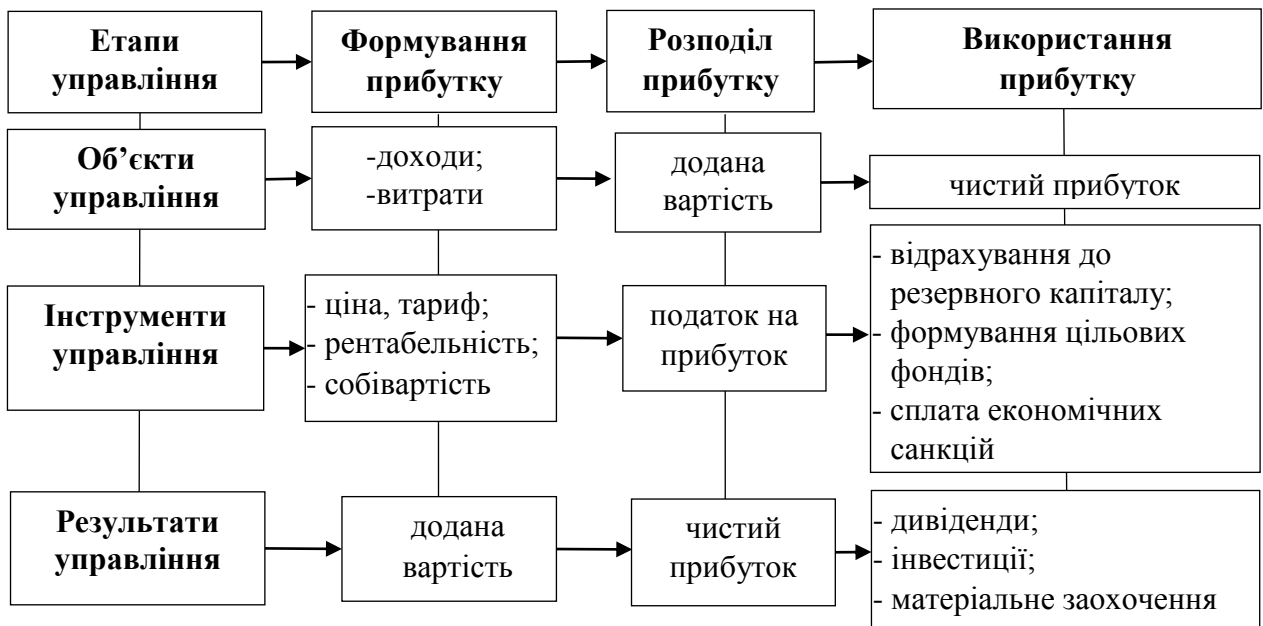 Етапи
управління
Формування
прибутку
Розподіл
прибутку
Використання
прибутку
Об’єкти
управління
-доходи;
-витрати
додана
вартість
чистий прибуток
Інструменти
управління
- ціна, тариф;
- рентабельність;
- собівартість
податок на
прибуток
- відрахування до
резервного капіталу;
- формування цільових
фондів;
- сплата економічних
санкцій
Результати
управління
додана
вартість
чистий
прибуток
- дивіденди;
- інвестиції;
- матеріальне заохочення